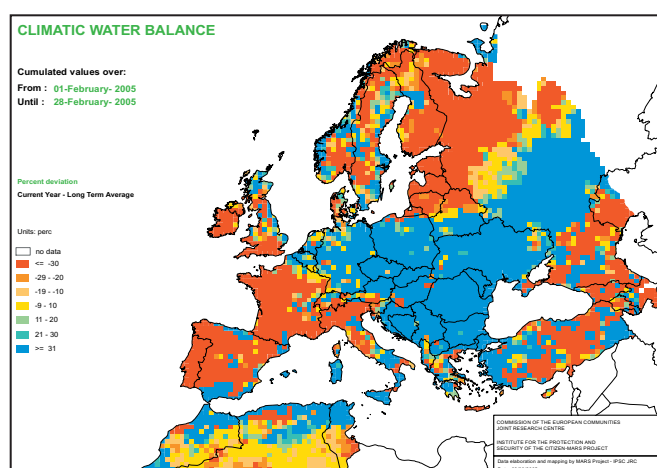 CLIMATIC WATER BALANCE
Cumulated values over:
From : 01-February- 2005
Until : 28-February- 2005
Percent deviation
Current Year - Long Term Average
Units: perc
no data
<= -30
-29 - -20
-19 - -10
-9 - 10
11 - 20
21 - 30
>= 31
COMMISSION OF THE EUROPEAN COMMUNITIES
JOINT RESEARCH CENTRE
INSTITUTE FOR THE PROTECTION AND
SECURITY OF THE CITIZEN-MARS PROJECT
Data elaboration and mapping by MARS Project - IPSC JRC